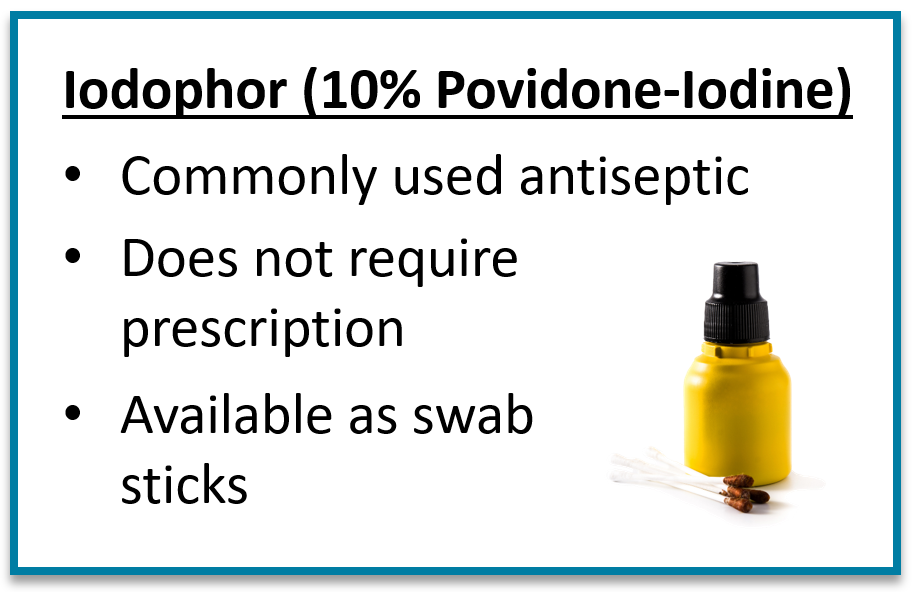 Iodophor (10% Povidone-Iodine)
• Commonly used antiseptic
• Does not require
prescription
• Available as swab
sticks